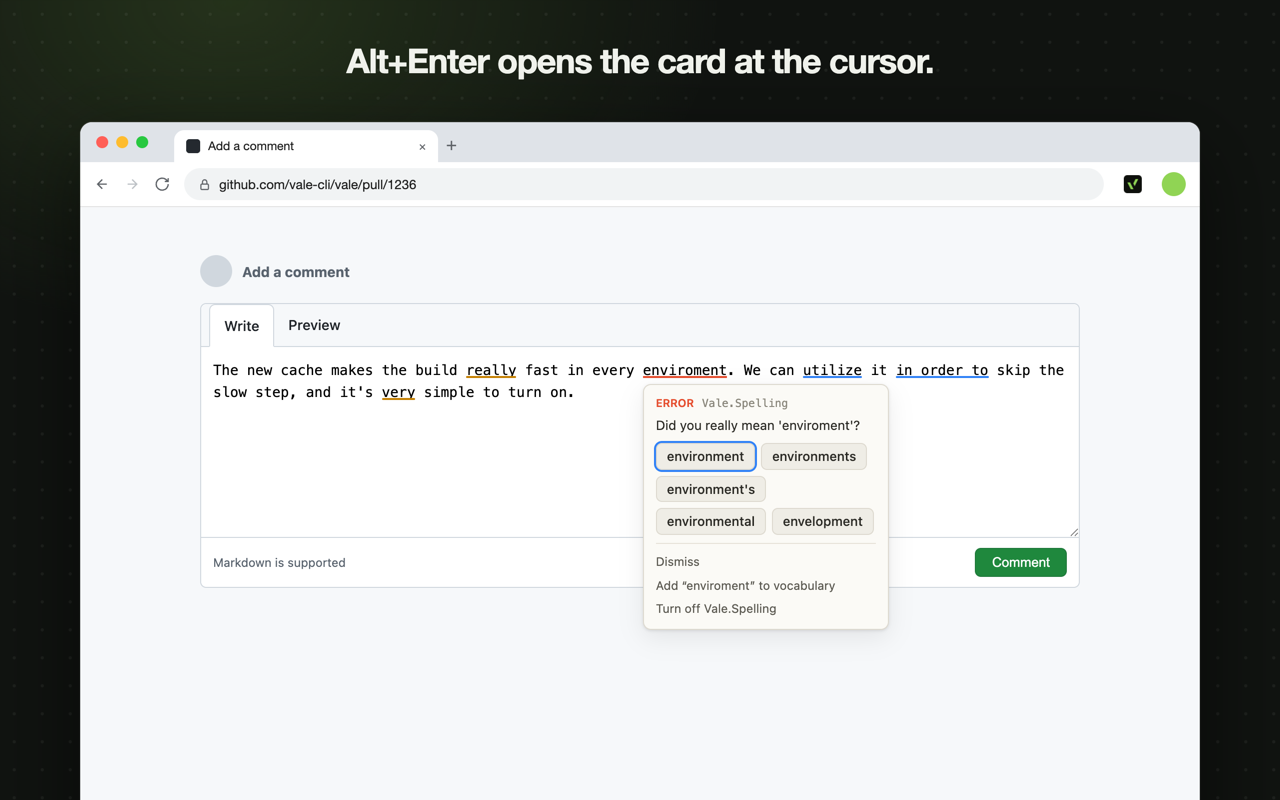 Alt+Enter opens the card at the cursor.
Add a comment
github.com/vale-cli/vale/pull/1236
Add a comment
Write Preview
The new cache makes the build really fast in every enviroment. We can utilize it in order to skip the
slow step, and it's very simple to turn on.
ERROR Vale.Spelling
Did you really mean 'enviroment'?
environment environments
environment's
environmental envelopment
Dismiss
Add “enviroment” to vocabulary
Turn off Vale.Spelling
Markdown is supported
Comment